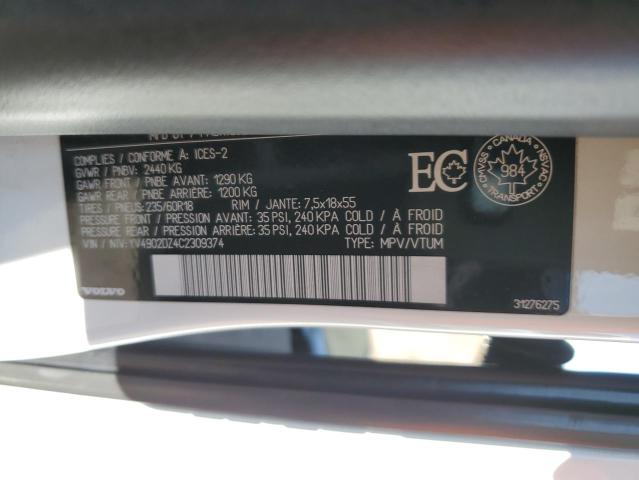 COMPLIES / CONFORME À: ICES-2
GVWR / PNBV: 2440 KG
GAWR FRONT / PNBE AVANT: 1290 KG
GAWR REAR / PNBE ARRIÈRE: 1200 KG
TIRES / PNEUS: 235/60R18 RIM / JANTE: 7,5x18x55
FRONT / PRESSION AVANT: 35 PSI, 240 KPA COLD / À FROID
REAR / PRESSION ARRIÈRE: 35 PSI, 240 KPA COLD / À FROID
VIN / NIV: YV4902DZ4C2309374 TYPE: MPV/VTUM
VOLVO
31276275
EC
CANADA
CMVSS
NSVAC
984
TRANSPORT